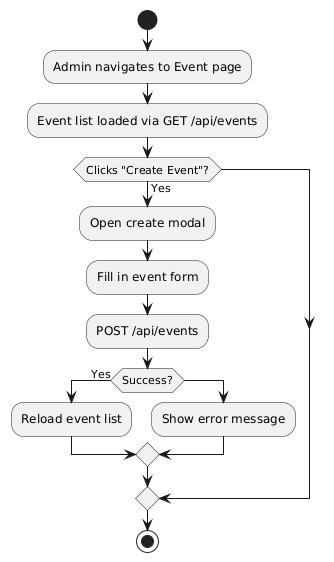 Admin navigates to Event page
Event list loaded via GET /api/events
Clicks "Create Event"?
Yes
Open create modal
Fill in event form
POST /api/events
Yes
Success?
Reload event list
Show error message